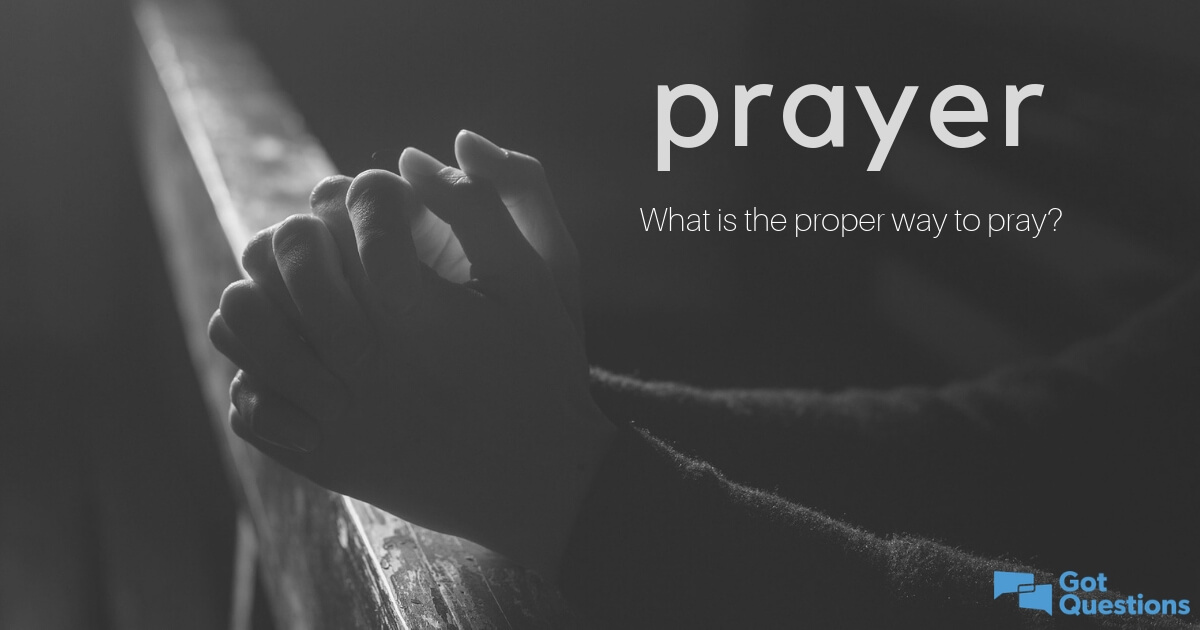 prayer
What is the proper way to pray?
Got
Questions